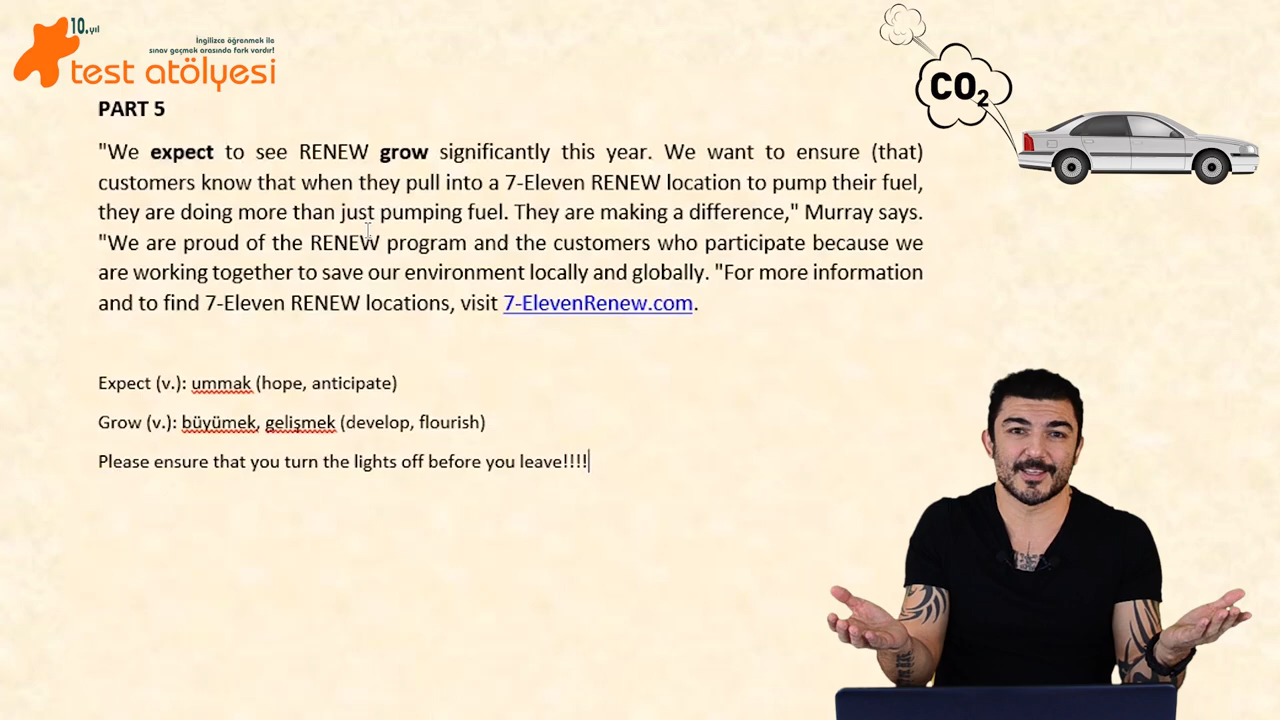 10.yıl
İngilizce öğrenmek ile
sınav geçmek arasında fark vardır!
test atölyesi
CO2
PART 5
"We expect to see RENEW grow significantly this year. We want to ensure (that)
customers know that when they pull into a 7-Eleven RENEW location to pump their fuel,
they are doing more than just pumping fuel. They are making a difference," Murray says.
"We are proud of the RENEW program and the customers who participate because we
are working together to save our environment locally and globally. "For more information
and to find 7-Eleven RENEW locations, visit 7-ElevenRenew.com.
Expect (v.): ummak (hope, anticipate)
Grow (v.): büyümek, gelişmek (develop, flourish)
Please ensure that you turn the lights off before you leave!!!!